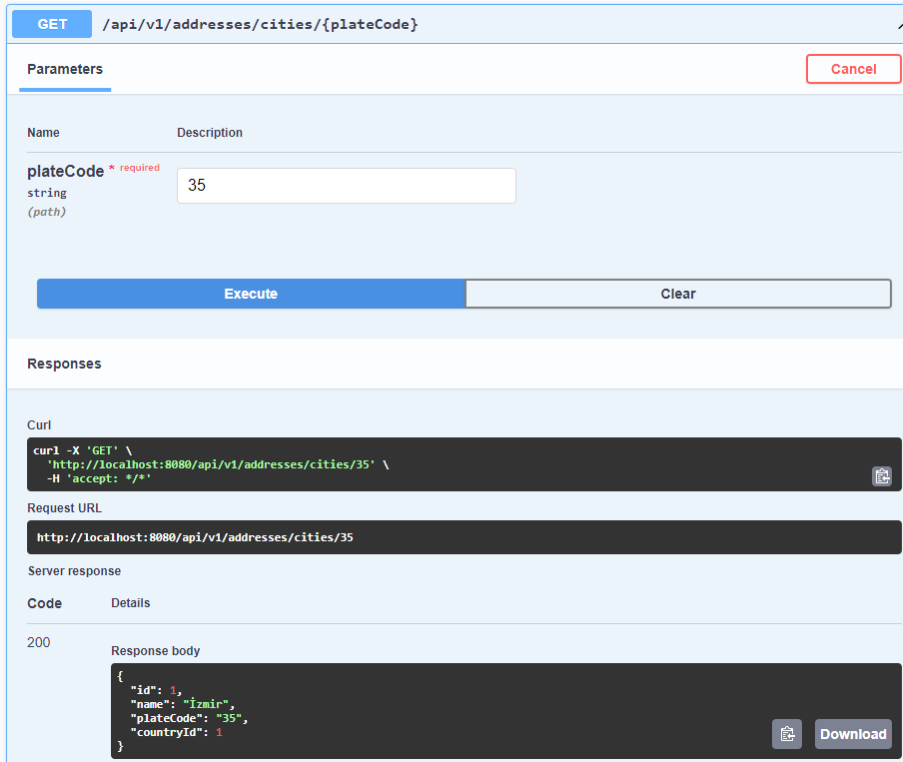 GET /api/v1/addresses/cities/{plateCode}
Parameters
Cancel
Name Description
plateCode * required
string
(path)
35
Execute Clear
Responses
Curl
curl -X 'GET' \
'http://localhost:8080/api/v1/addresses/cities/35' \
-H 'accept: */*'
Request URL
http://localhost:8080/api/v1/addresses/cities/35
Server response
Code Details
200
Response body
{
"id": 1,
"name": "İzmir",
"plateCode": "35",
"countryId": 1
}
Download